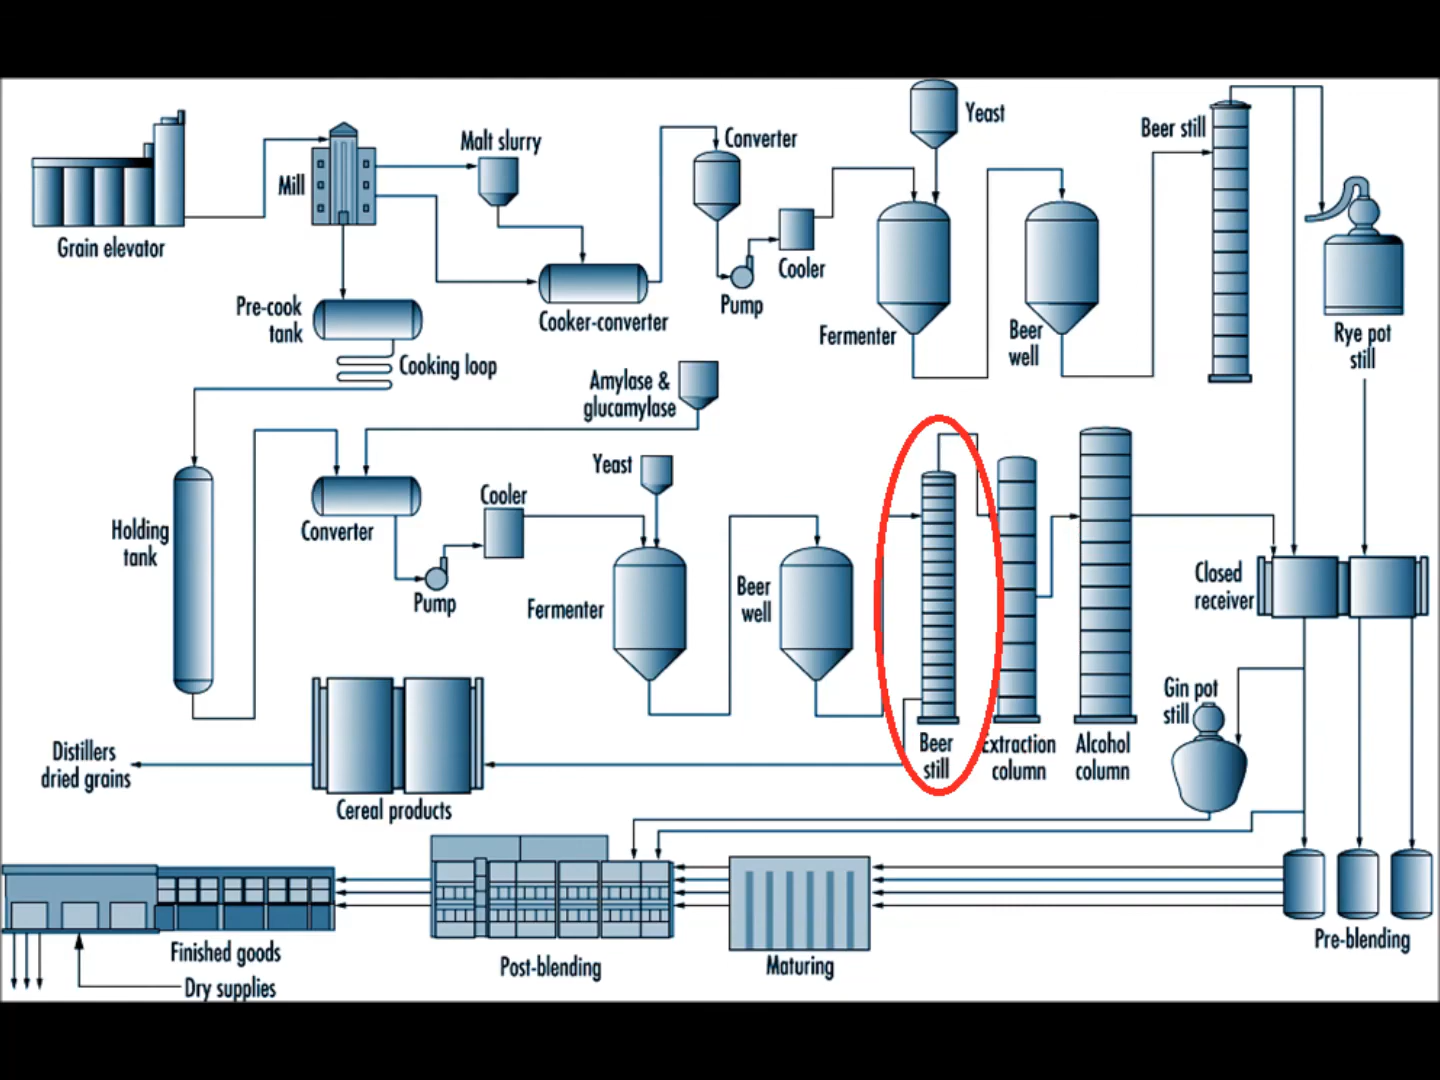 Yeast
Beer still
Converter
Malt slurry
Mill
Grain elevator
Cooler
Pump
Pre-cook
tank
Cooker-converter
Fermenter
Beer
well
Rye pot
still
Cooking loop
Amylase &
glucamylase
Yeast
Cooler
Holding
tank
Converter
Pump
Fermenter
Beer
well
Closed
receiver
Gin pot
still
Beer
still
Extraction
column
Alcohol
column
Distillers
dried grains
Cereal products
Finished goods
Dry supplies
Post-blending
Maturing
Pre-blending